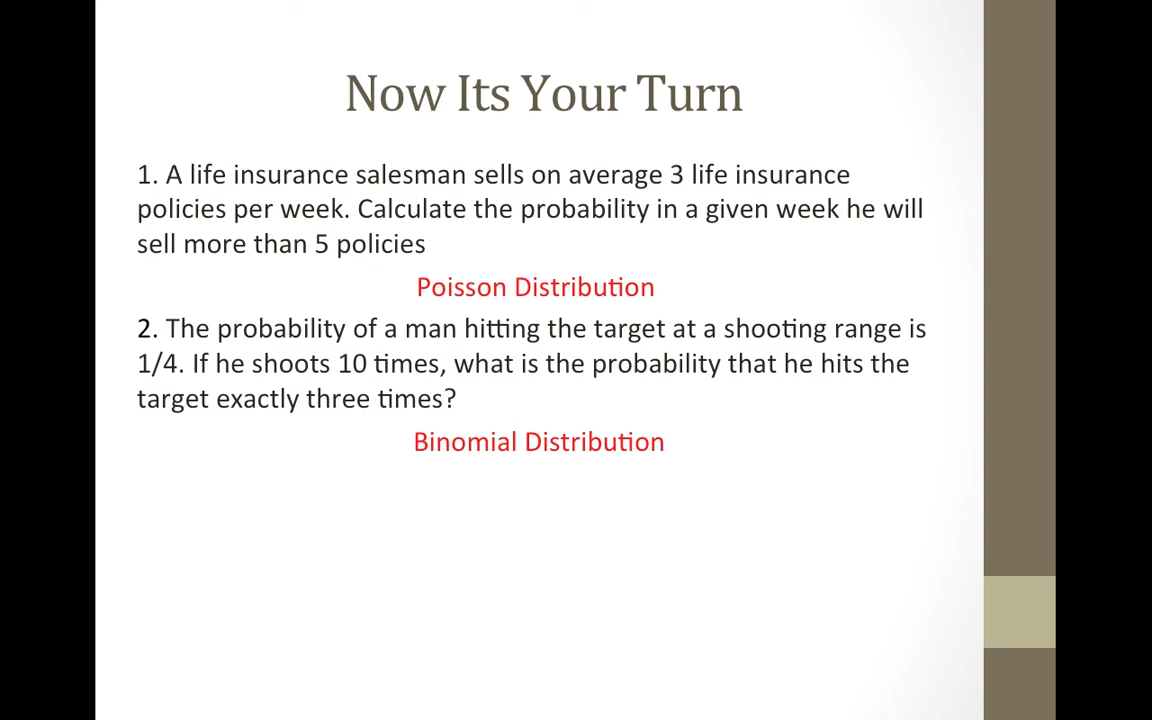 Now Its Your Turn
1. A life insurance salesman sells on average 3 life insurance
policies per week. Calculate the probability in a given week he will
sell more than 5 policies
Poisson Distribution
2. The probability of a man hitting the target at a shooting range is
1/4. If he shoots 10 times, what is the probability that he hits the
target exactly three times?
Binomial Distribution